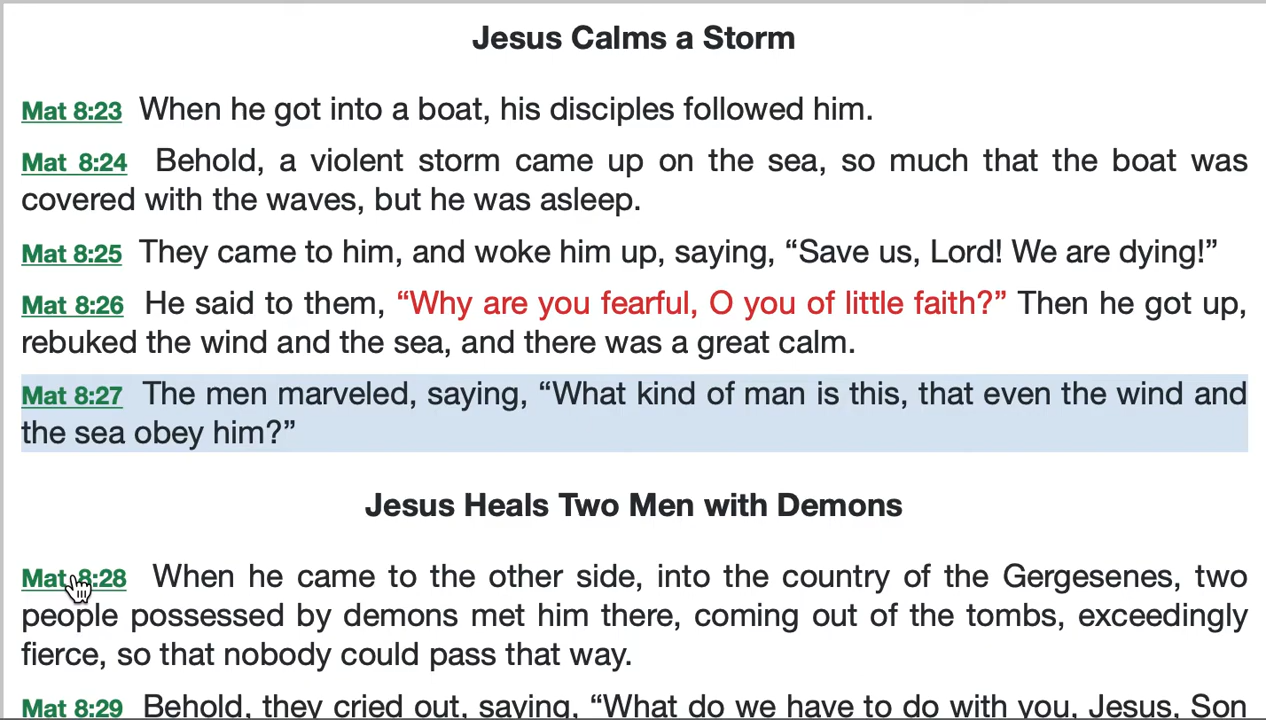 Jesus Calms a Storm
Mat 8:23 When he got into a boat, his disciples followed him.
Mat 8:24 Behold, a violent storm came up on the sea, so much that the boat was
covered with the waves, but he was asleep.
Mat 8:25 They came to him, and woke him up, saying, “Save us, Lord! We are dying!”
Mat 8:26 He said to them, “Why are you fearful, O you of little faith?” Then he got up,
rebuked the wind and the sea, and there was a great calm.
Mat 8:27 The men marveled, saying, “What kind of man is this, that even the wind and
the sea obey him?”
Jesus Heals Two Men with Demons
Mat 8:28 When he came to the other side, into the country of the Gergesenes, two
people possessed by demons met him there, coming out of the tombs, exceedingly
fierce, so that nobody could pass that way.
Mat 8:29 Behold, they cried out, saying, “What do we have to do with you, Jesus, Son